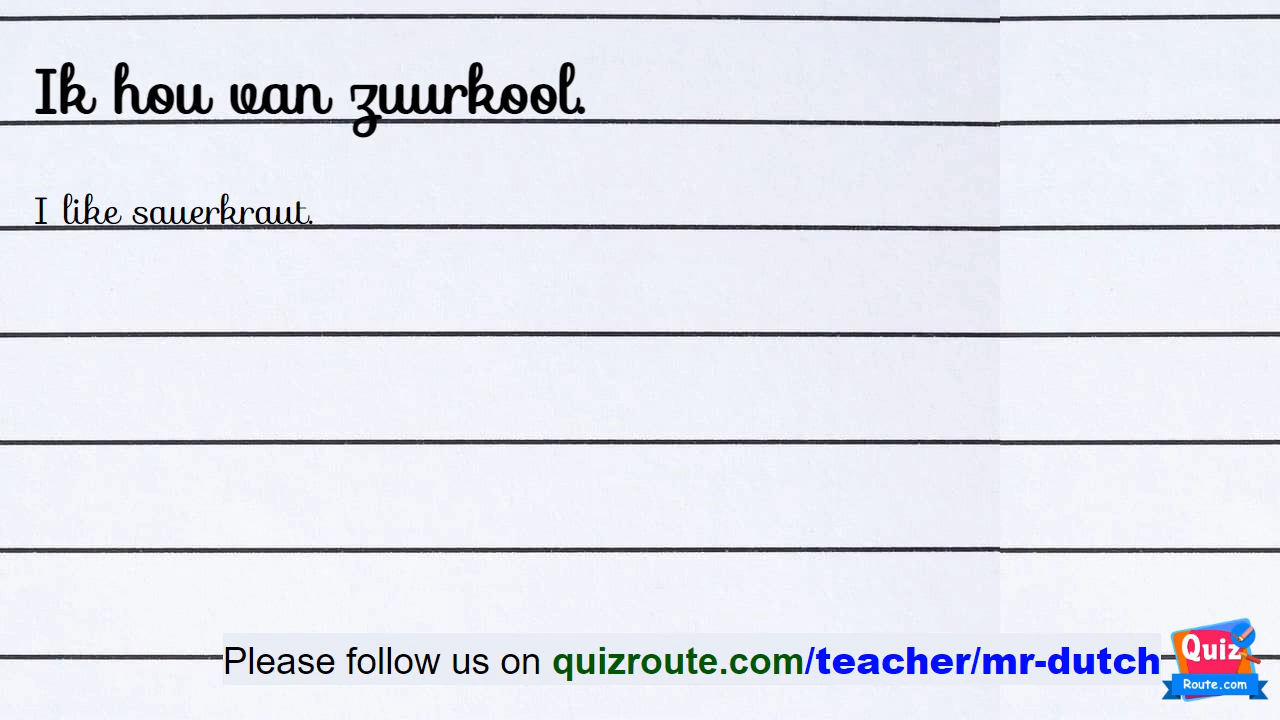 Ik hou van zuurkool.
I like sauerkraut.
Please follow us on quizroute.com/teacher/mr-dutch
Quiz
Route.com